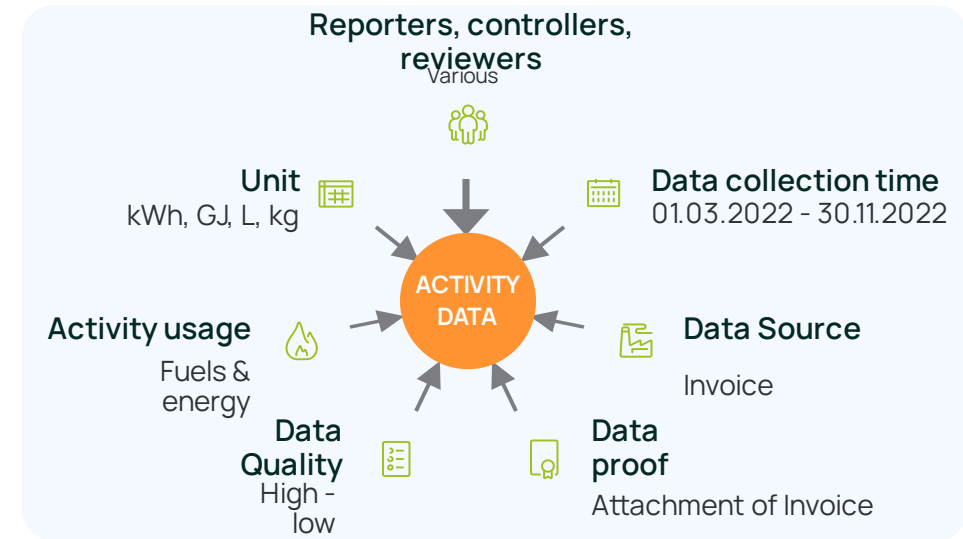 Reporters, controllers,
reviewers
Various
Unit
kWh, GJ, L, kg
Data collection time
01.03.2022 - 30.11.2022
ACTIVITY
DATA
Activity usage
Fuels &
energy
Data Source
Invoice
Data
Quality
High -
low
Data
proof
Attachment of Invoice